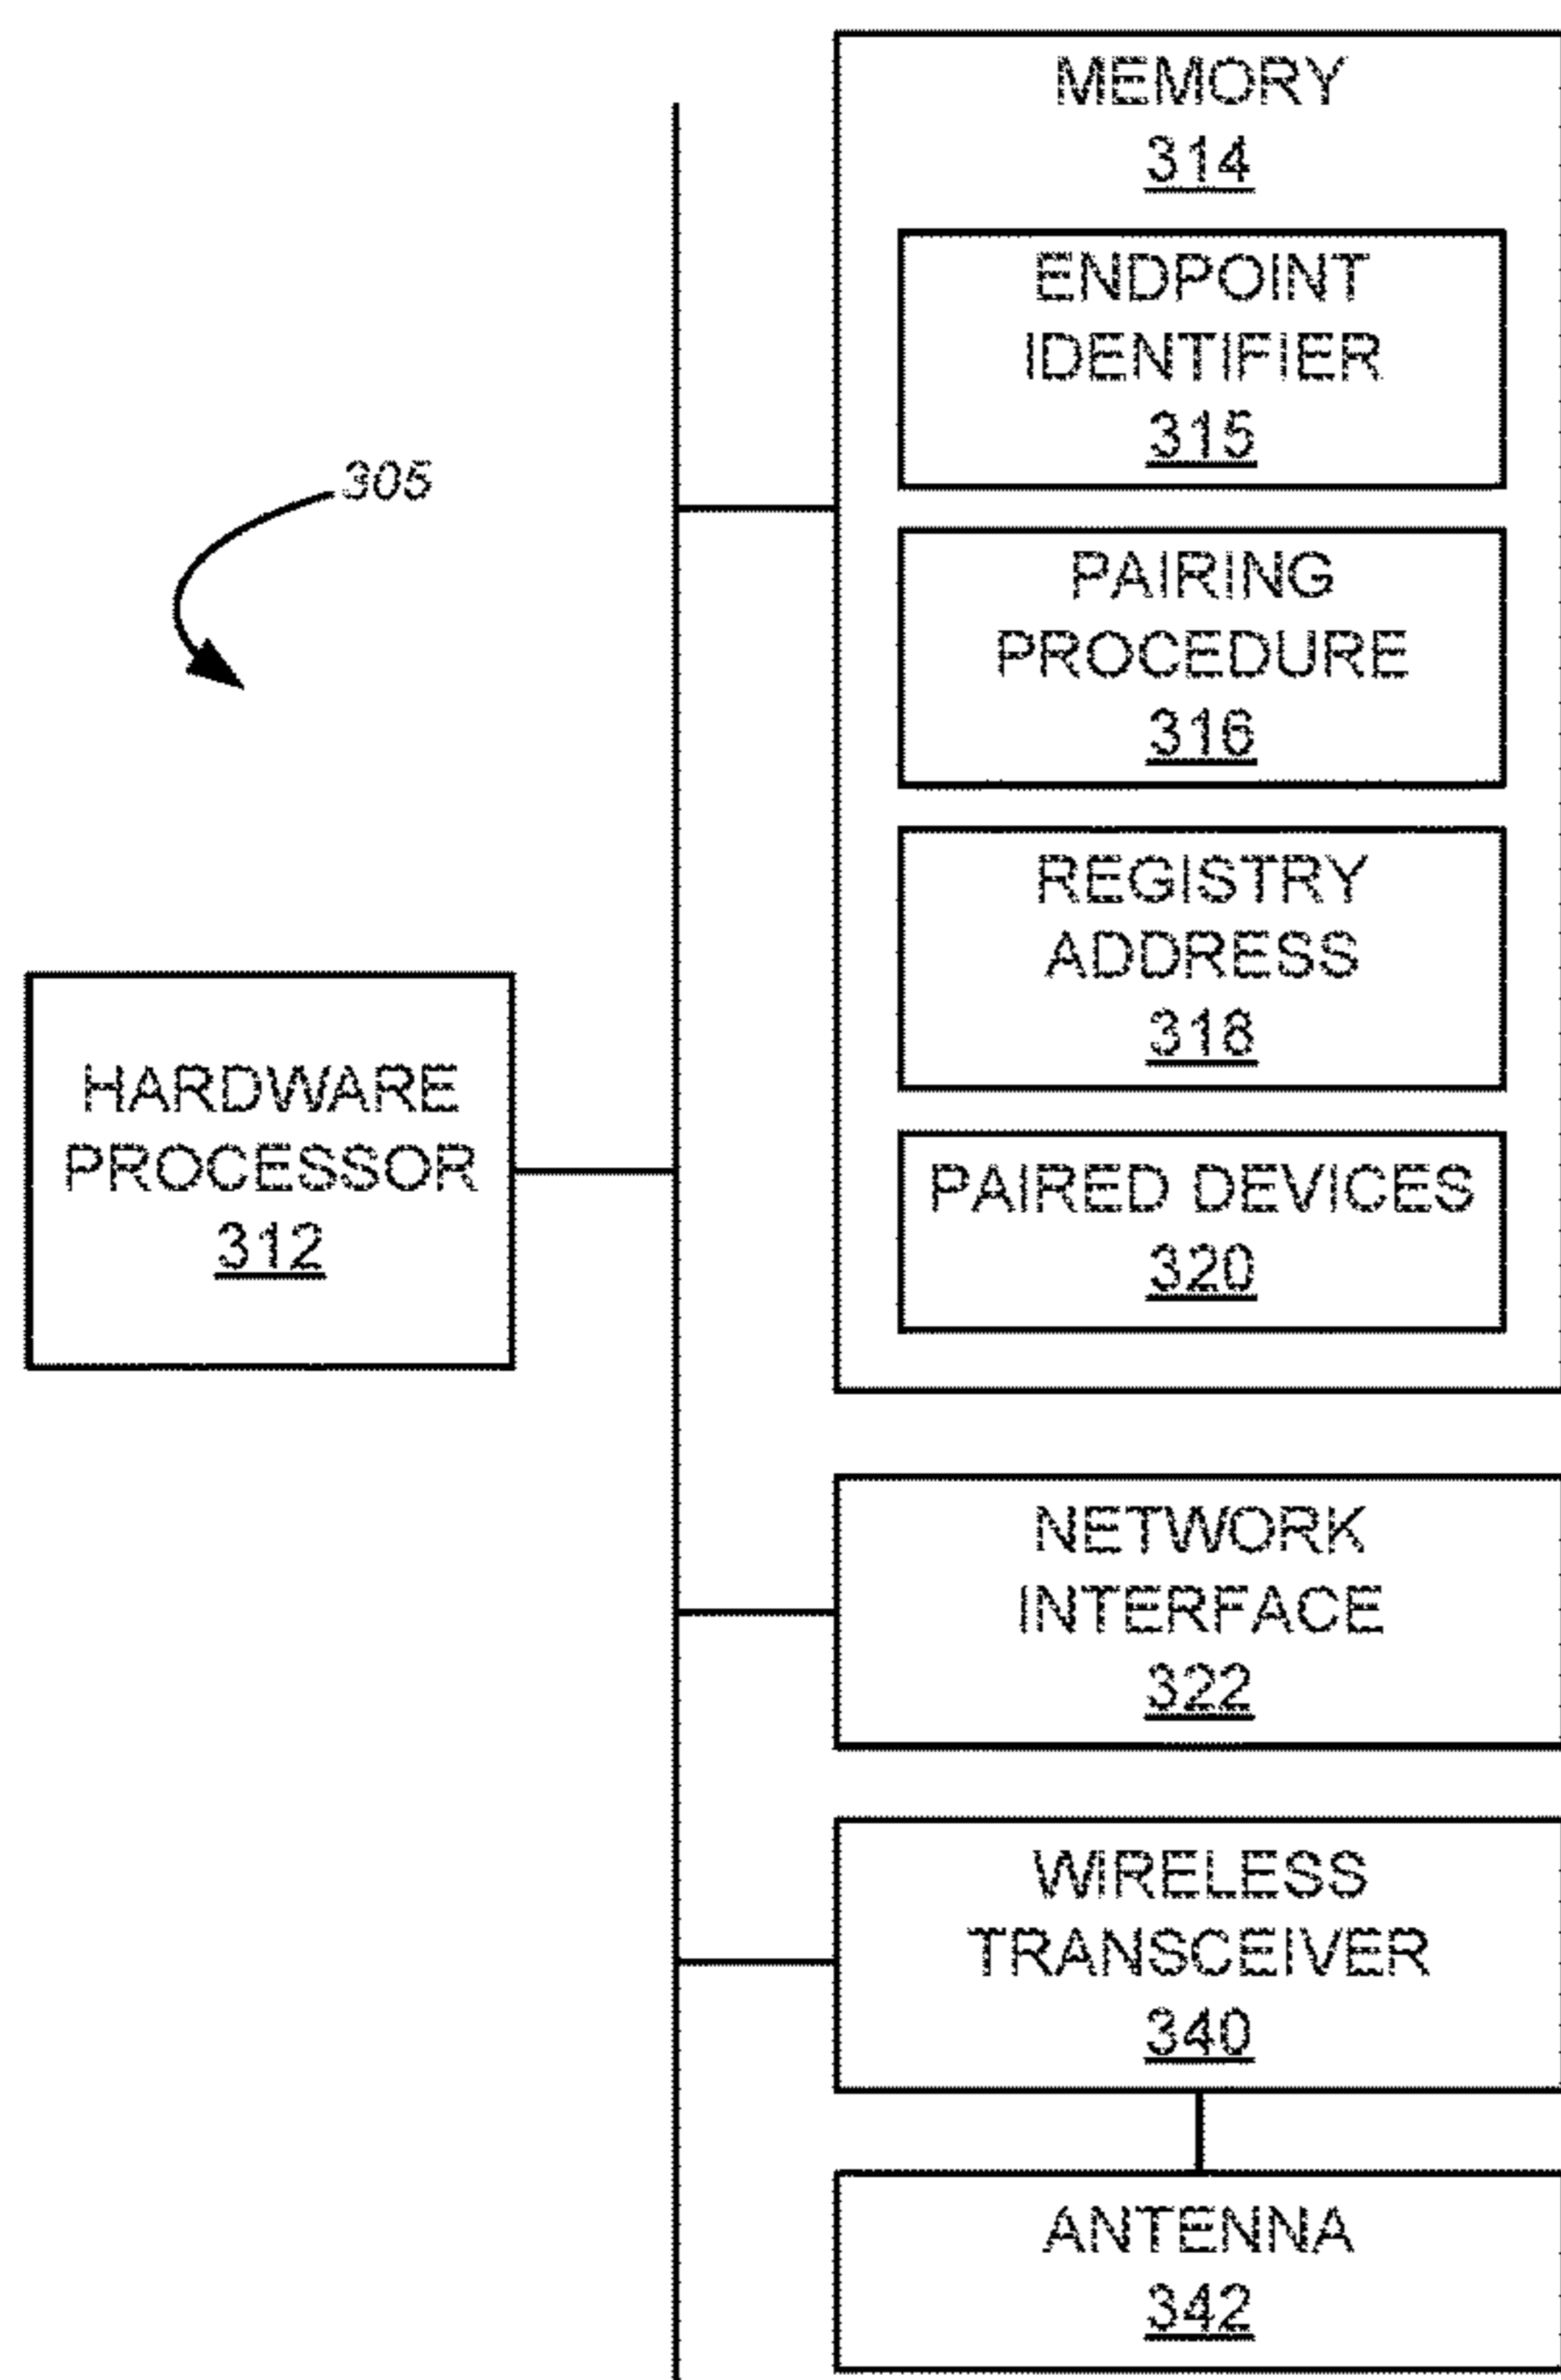 MEMORY
314
ENDPOINT
IDENTIFIER
315
305
PAIRING
PROCEDURE
316
REGISTRY
ADDRESS
318
HARDWARE
PROCESSOR
312
PAIRED DEVICES
320
NETWORK
INTERFACE
322
WIRELESS
TRANSCEIVER
340
ANTENNA
342